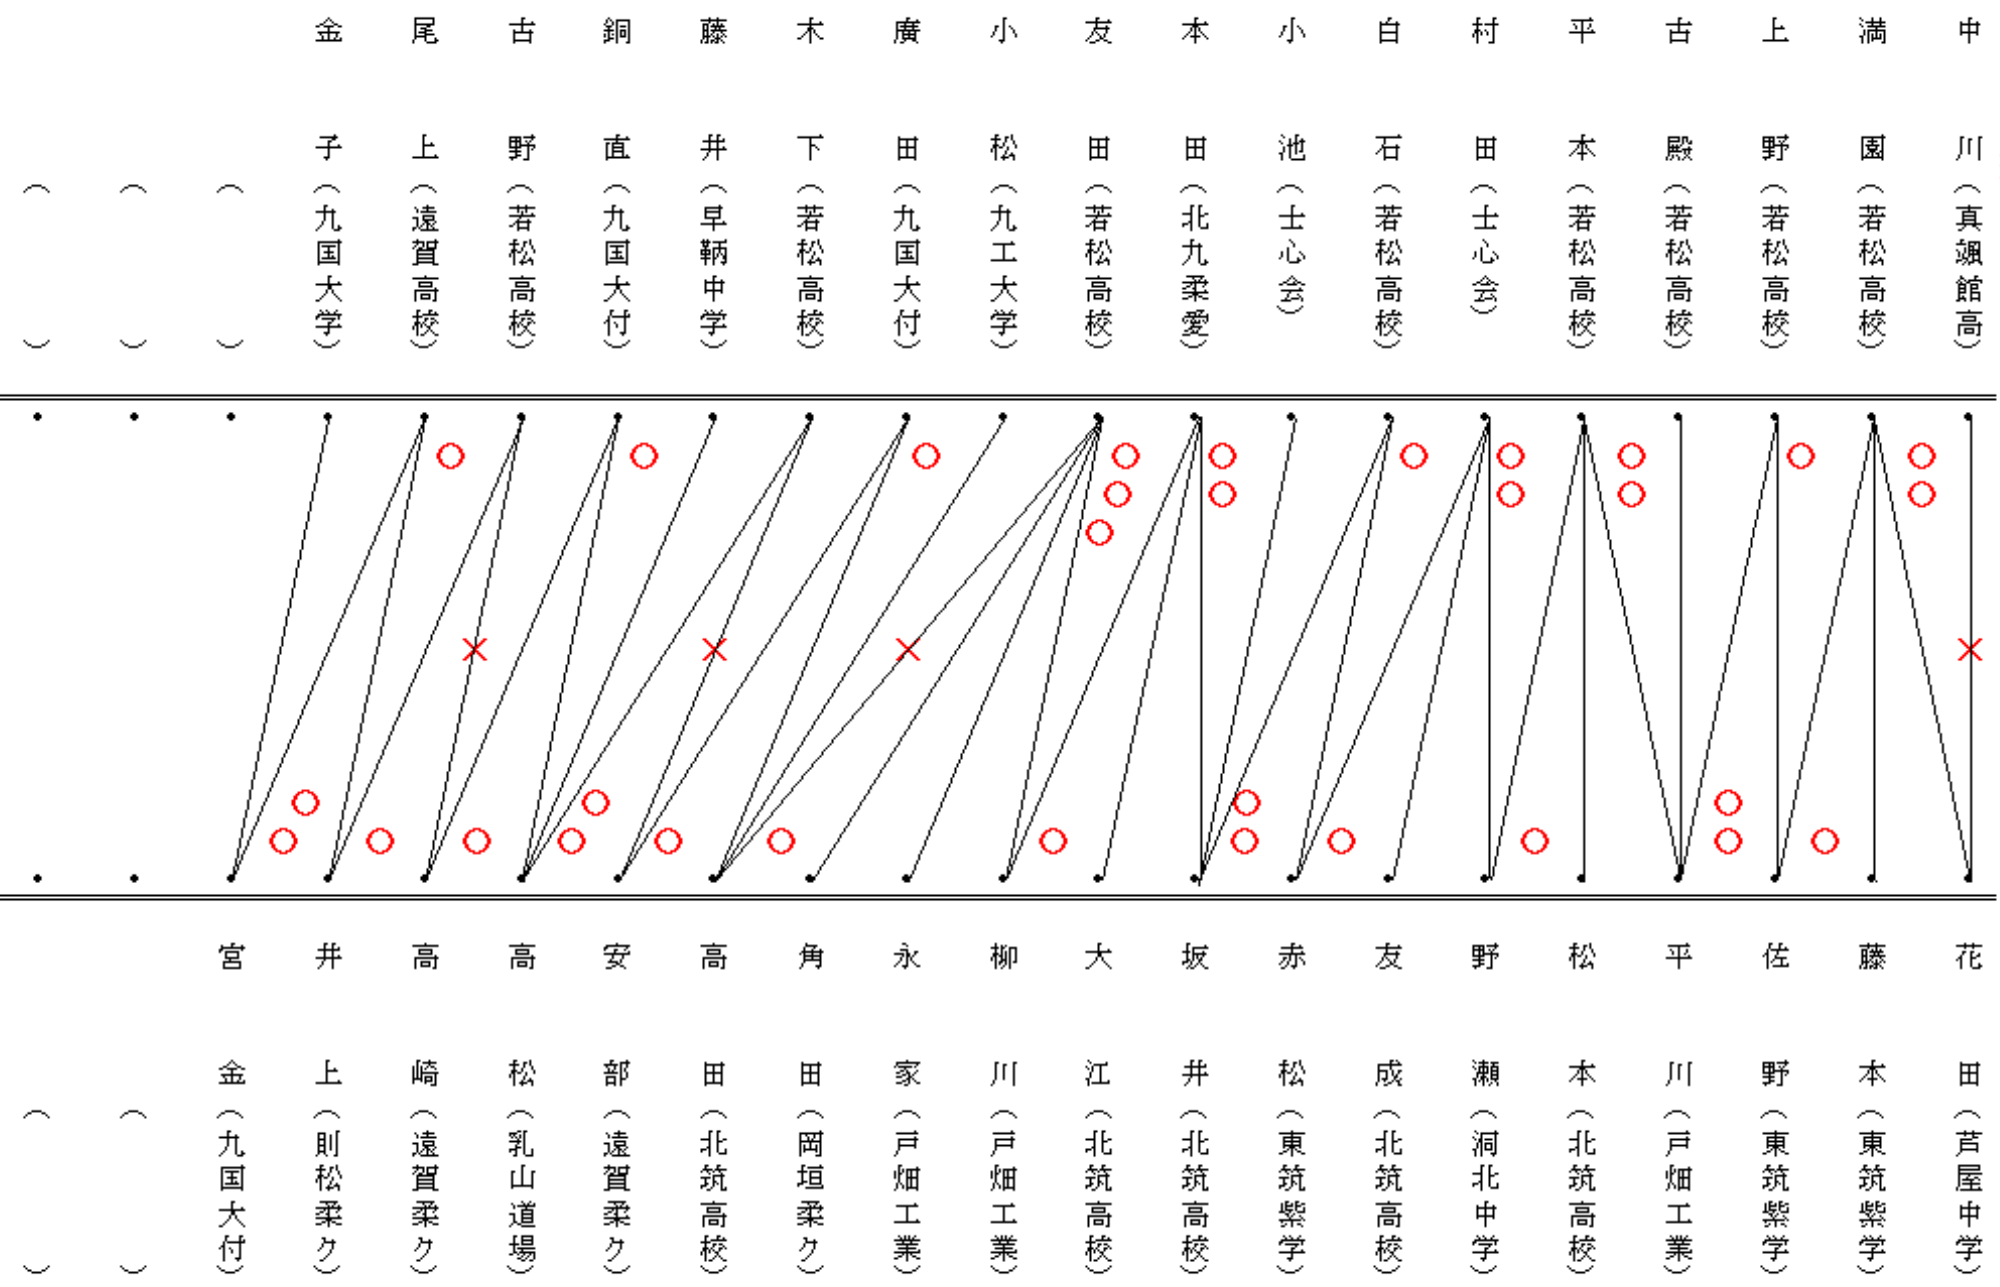 中川（真颯館高）
満園（若松高校）
上野（若松高校）
古殿（若松高校）
平本（若松高校）
村田（士心会）
白石（若松高校）
小池（士心会）
本田（北九柔愛）
友田（若松高校）
小松（九工大学）
廣田（九国大付）
木下（若松高校）
藤井（早鞆中学）
銅直（九国大付）
古野（若松高校）
尾上（遠賀高校）
金子（九国大学）
（　）
（　）
（　）
花田（芦屋中学）
藤本（東筑紫学）
佐野（東筑紫学）
平川（戸畑工業）
松本（北筑高校）
野瀬（洞北中学）
友成（北筑高校）
赤松（東筑紫学）
坂井（北筑高校）
大江（北筑高校）
柳川（戸畑工業）
永家（戸畑工業）
角田（岡垣柔ク）
高田（北筑高校）
安部（遠賀柔ク）
高松（乳山道場）
高崎（遠賀柔ク）
井上（則松柔ク）
宮金（九国大付）
（　）
（　）